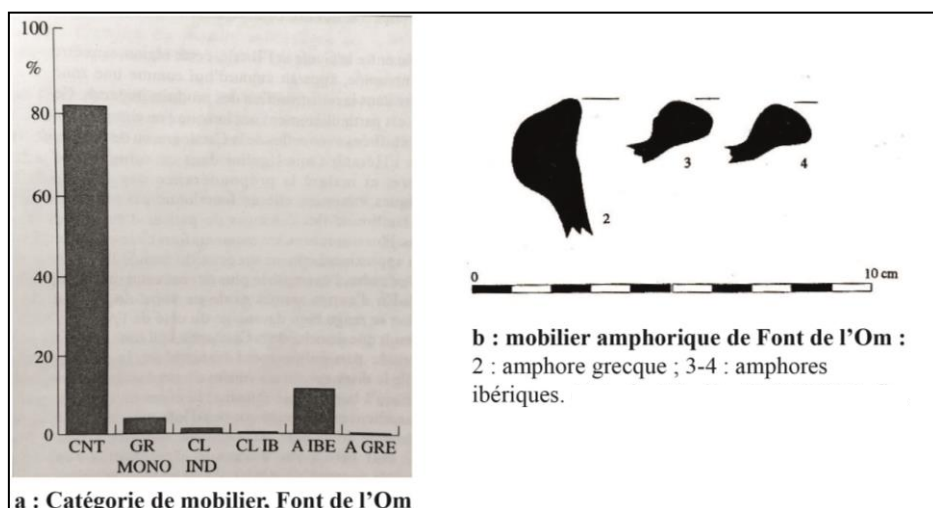 100
%
80
60
40
20
0
CNT GR MONO CL IND CL IB A IBE A GRE
a : Catégorie de mobilier, Font de l'Om
2
3
4
0 10 cm
b : mobilier amphorique de Font de l'Om :
2 : amphore grecque ; 3-4 : amphores
ibériques.